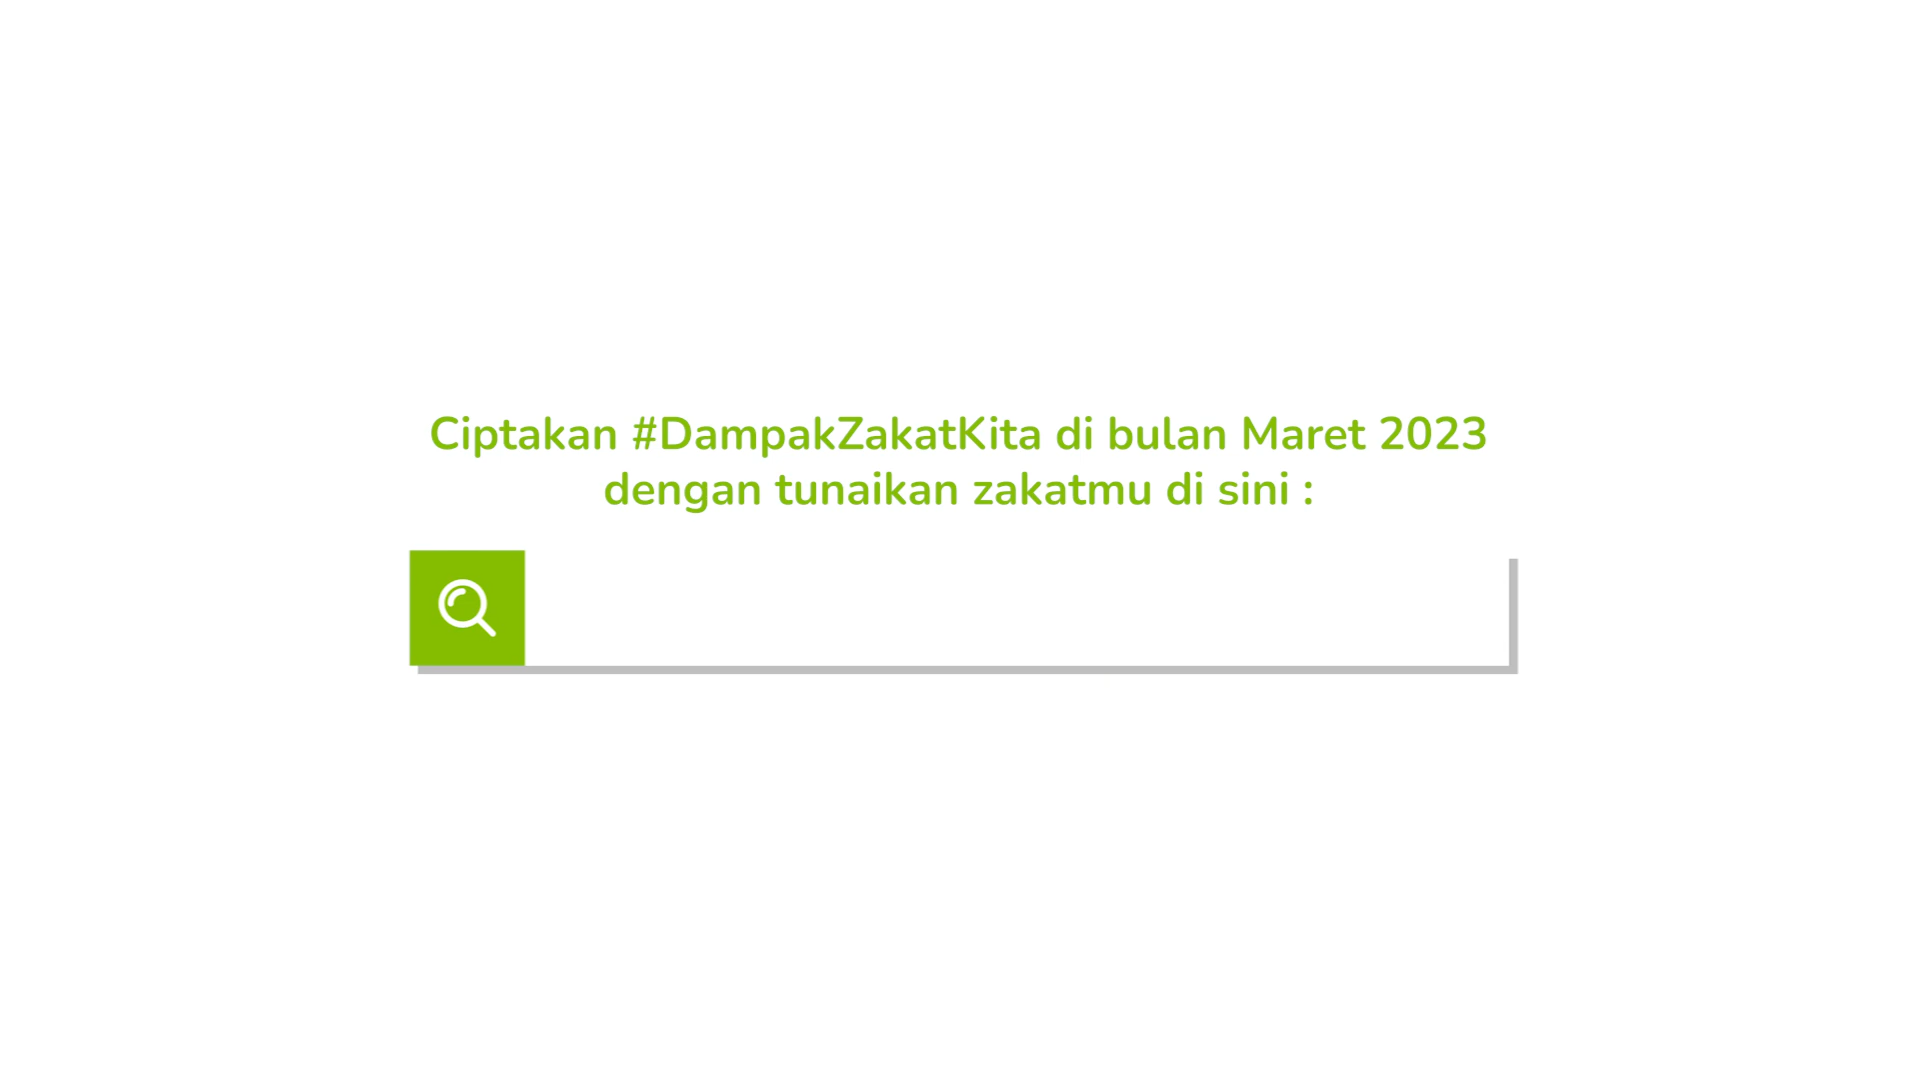 Ciptakan #DampakZakatKita di bulan Maret 2023
dengan tunaikan zakatmu di sini :